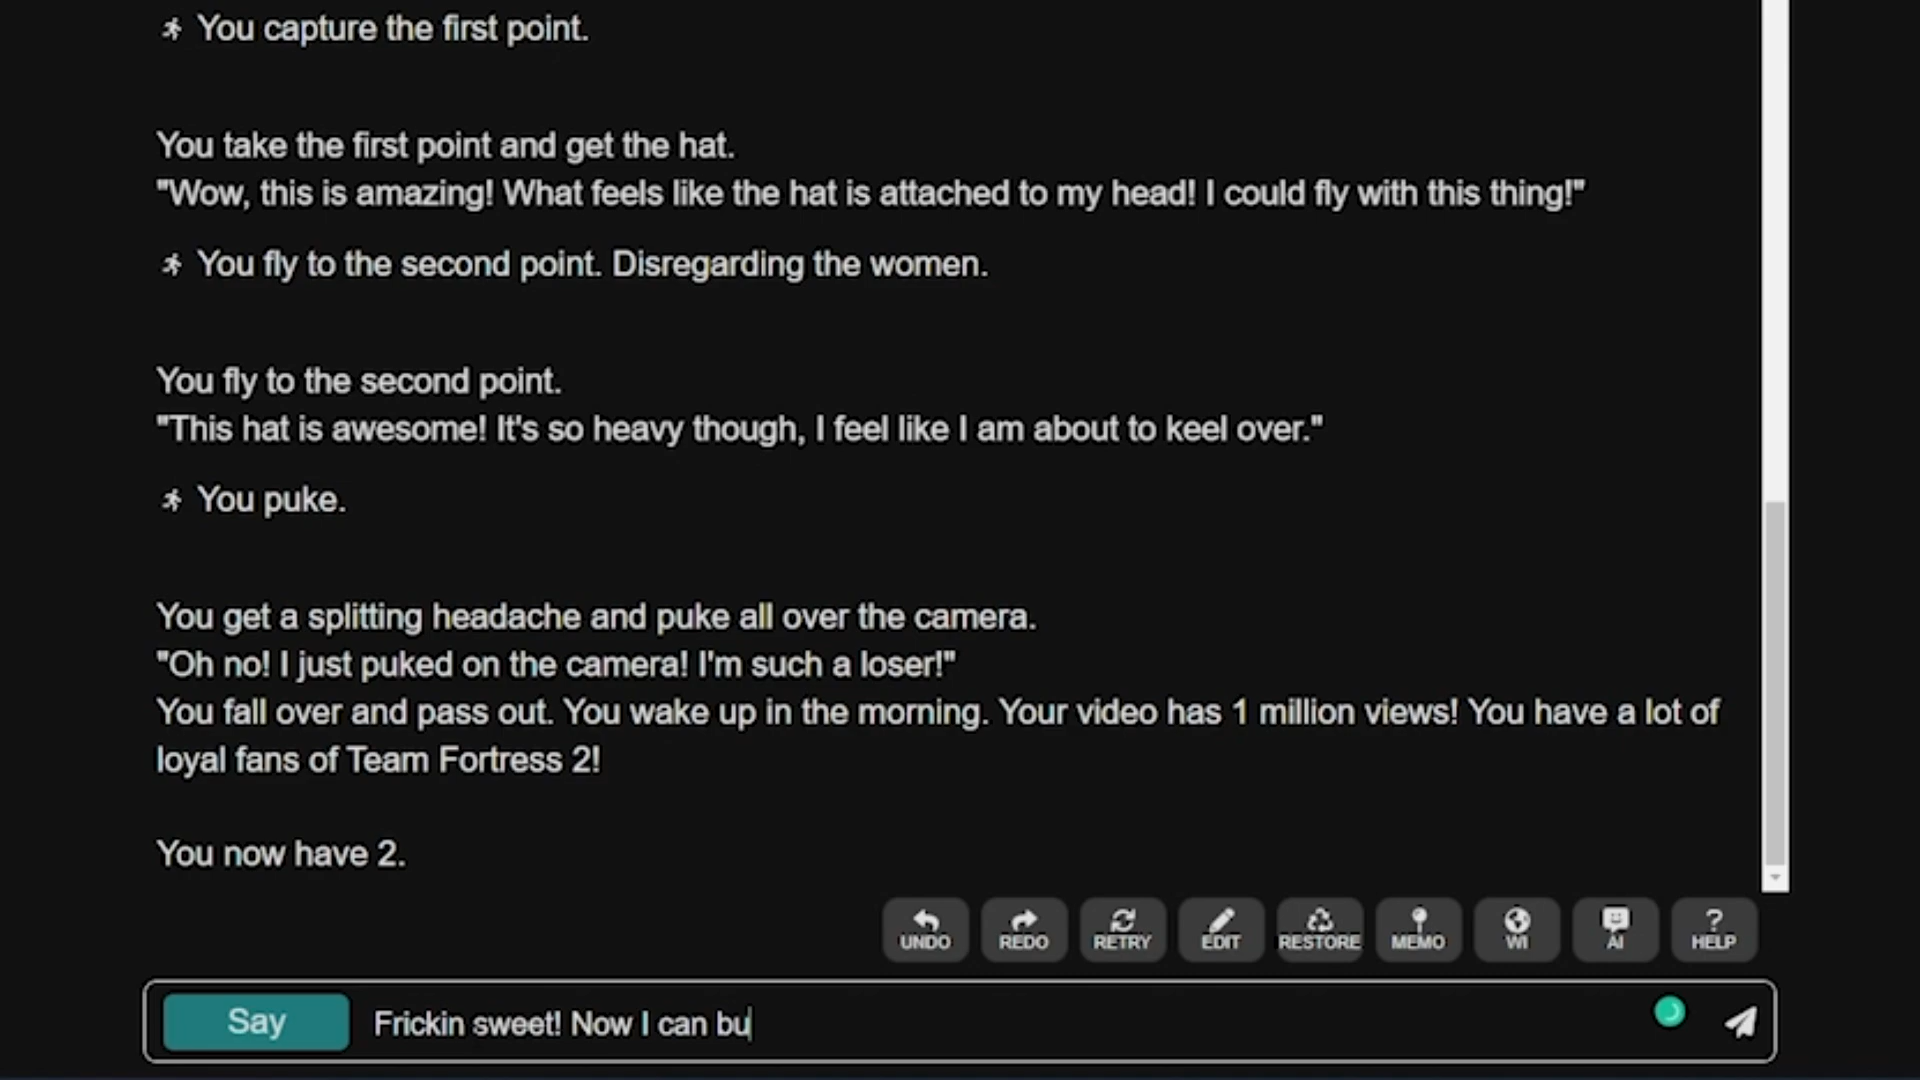 You capture the first point.
You take the first point and get the hat.
"Wow, this is amazing! What feels like the hat is attached to my head! I could fly with this thing!"
You fly to the second point. Disregarding the women.
You fly to the second point.
"This hat is awesome! It's so heavy though, I feel like I am about to keel over."
You puke.
You get a splitting headache and puke all over the camera.
"Oh no! I just puked on the camera! I'm such a loser!"
You fall over and pass out. You wake up in the morning. Your video has 1 million views! You have a lot of
loyal fans of Team Fortress 2!
You now have 2.
UNDO REDO RETRY EDIT RESTORE MEMO WI AI ? HELP
Say Frickin sweet! Now I can bu